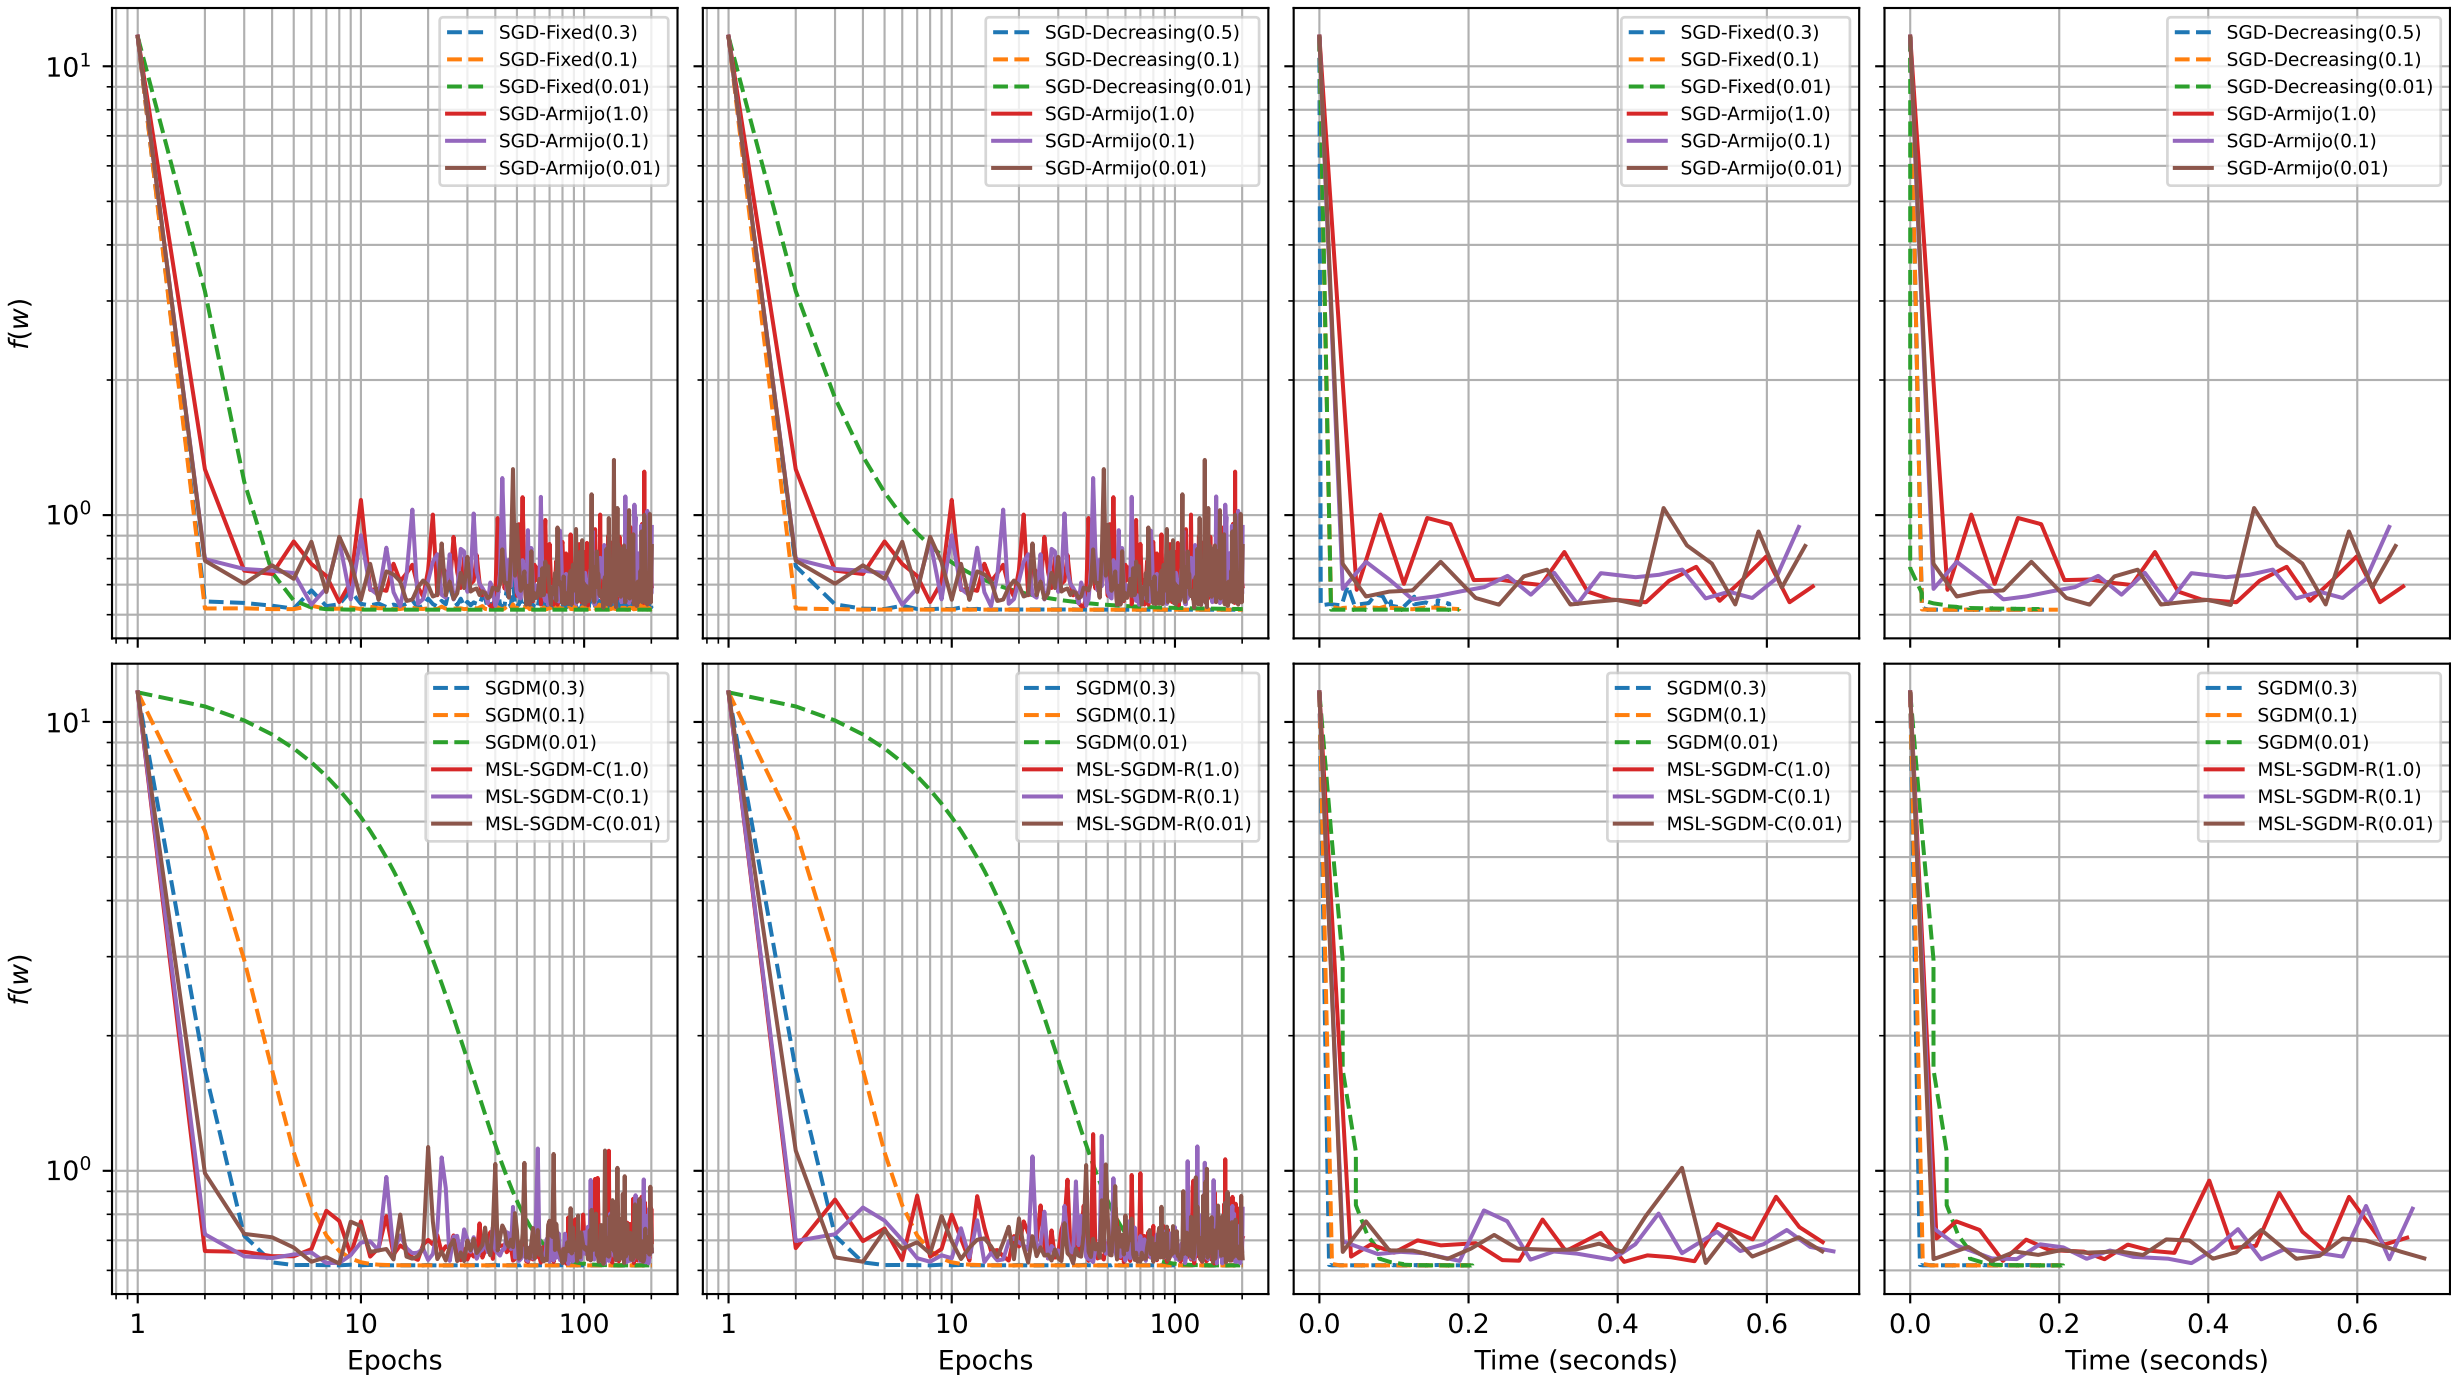 f(w)
10¹
10⁰
SGD-Fixed(0.3)
SGD-Fixed(0.1)
SGD-Fixed(0.01)
SGD-Armijo(1.0)
SGD-Armijo(0.1)
SGD-Armijo(0.01)
SGD-Decreasing(0.5)
SGD-Decreasing(0.1)
SGD-Decreasing(0.01)
SGD-Armijo(1.0)
SGD-Armijo(0.1)
SGD-Armijo(0.01)
SGD-Fixed(0.3)
SGD-Fixed(0.1)
SGD-Fixed(0.01)
SGD-Armijo(1.0)
SGD-Armijo(0.1)
SGD-Armijo(0.01)
SGD-Decreasing(0.5)
SGD-Decreasing(0.1)
SGD-Decreasing(0.01)
SGD-Armijo(1.0)
SGD-Armijo(0.1)
SGD-Armijo(0.01)
f(w)
10¹
10⁰
SGDM(0.3)
SGDM(0.1)
SGDM(0.01)
MSL-SGDM-C(1.0)
MSL-SGDM-C(0.1)
MSL-SGDM-C(0.01)
1 10 100
Epochs
SGDM(0.3)
SGDM(0.1)
SGDM(0.01)
MSL-SGDM-R(1.0)
MSL-SGDM-R(0.1)
MSL-SGDM-R(0.01)
1 10 100
Epochs
SGDM(0.3)
SGDM(0.1)
SGDM(0.01)
MSL-SGDM-C(1.0)
MSL-SGDM-C(0.1)
MSL-SGDM-C(0.01)
0.0 0.2 0.4 0.6
Time (seconds)
SGDM(0.3)
SGDM(0.1)
SGDM(0.01)
MSL-SGDM-R(1.0)
MSL-SGDM-R(0.1)
MSL-SGDM-R(0.01)
0.0 0.2 0.4 0.6
Time (seconds)